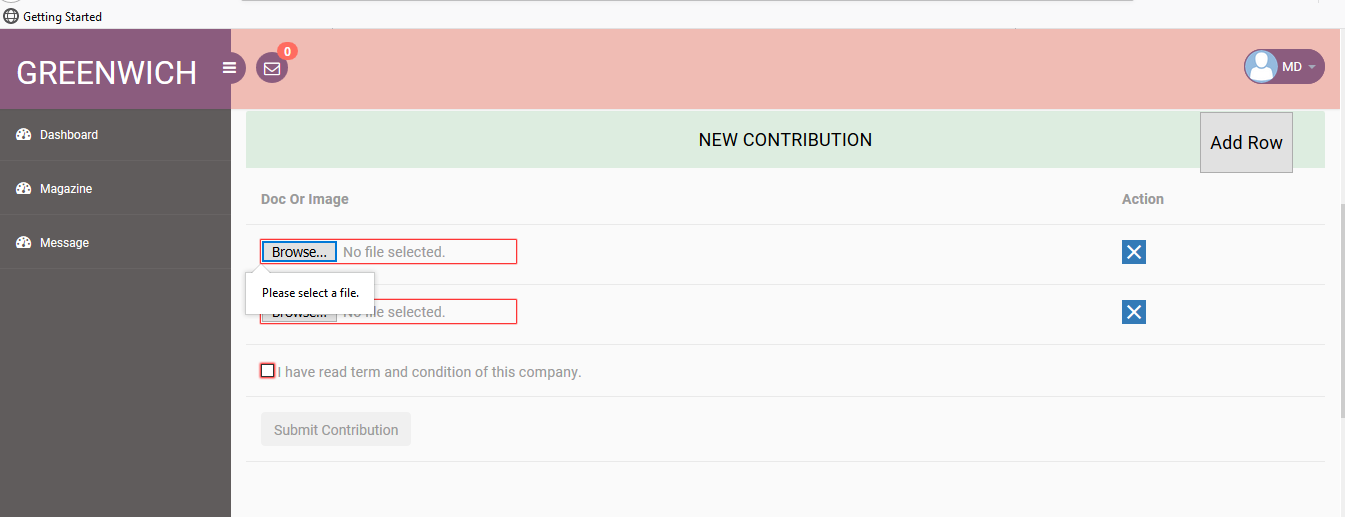 Getting Started
GREENWICH
0
MD
Dashboard
Magazine
Message
NEW CONTRIBUTION
Add Row
Doc Or Image
Action
Browse... No file selected.
Please select a file.
Browse... No file selected.
I have read term and condition of this company.
Submit Contribution